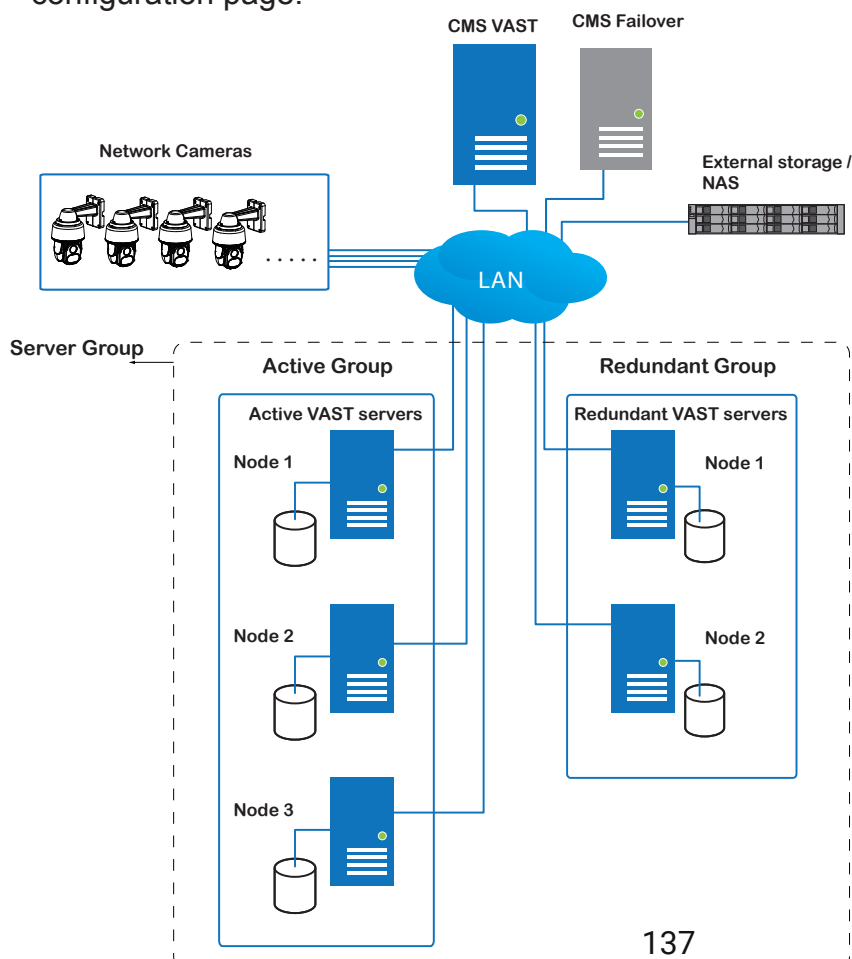 configuration page.
CMS VAST
CMS Failover
Network Cameras
External storage /
NAS
. . . . .
LAN
Server Group
Active Group
Redundant Group
Active VAST servers
Redundant VAST servers
Node 1
Node 1
Node 2
Node 2
Node 3
137